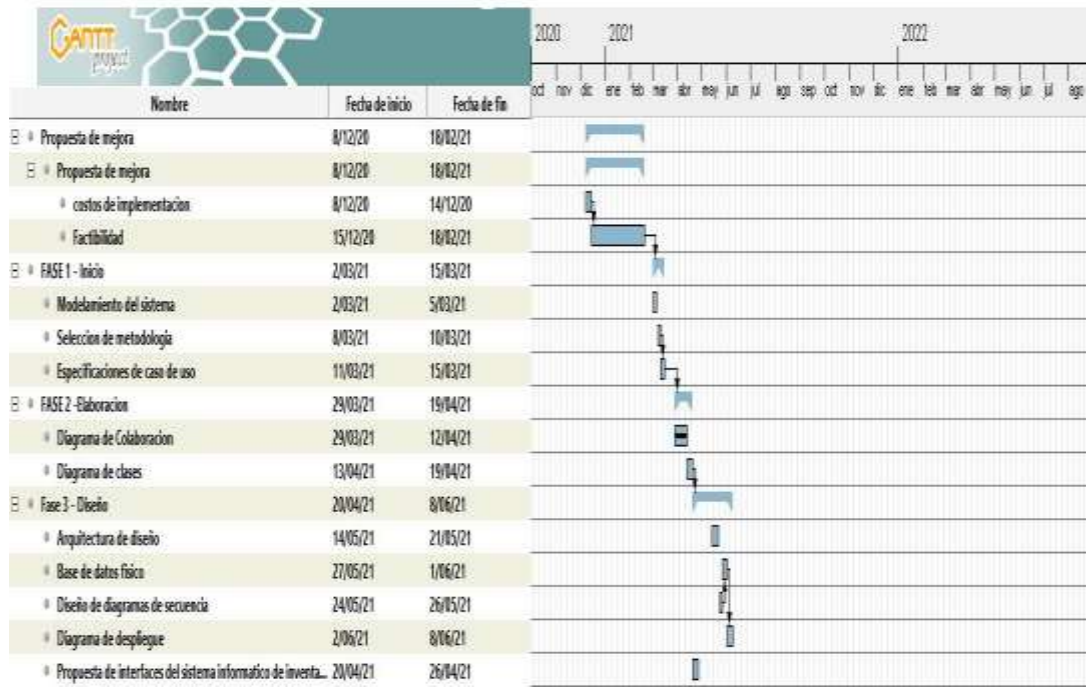 GANTT
project
2020 2021 2022
oct nov dic ene feb mar abr may jun jul ago sep oct nov dic ene feb mar abr may jun jul ago
Nombre Fecha de inicio Fecha de fin
Propuesta de mejora 8/12/20 18/02/21
Propuesta de mejora 8/12/20 18/02/21
costos de implementacion 8/12/20 14/12/20
Factibilidad 15/12/20 18/02/21
FASE 1 - Inicio 2/03/21 15/03/21
Modelamiento del sistema 2/03/21 5/03/21
Seleccion de metodologia 8/03/21 10/03/21
Especificaciones de caso de uso 11/03/21 15/03/21
FASE 2 -Elaboracion 29/03/21 19/04/21
Diagrama de Colaboracion 29/03/21 12/04/21
Diagrama de clases 13/04/21 19/04/21
Fase 3 - Diseño 20/04/21 8/06/21
Arquitectura de diseño 14/05/21 21/05/21
Base de datos fisico 27/05/21 1/06/21
Diseño de diagramas de secuencia 24/05/21 26/05/21
Diagrama de despliegue 2/06/21 8/06/21
Propuesta de interfaces del sistema informatico de inventa... 20/04/21 26/04/21